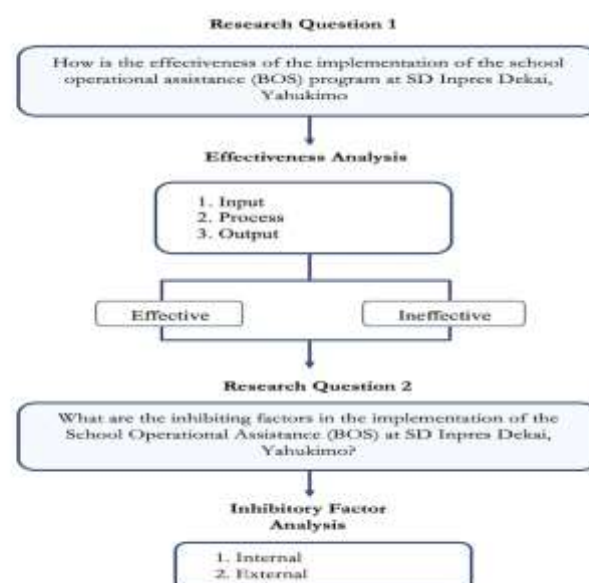 Research Question 1
How is the effectiveness of the implementation of the school
operational assistance (BOS) program at SD Inpres Dekai,
Yahukimo
Effectiveness Analysis
1. Input
2. Process
3. Output
Effective
Ineffective
Research Question 2
What are the inhibiting factors in the implementation of the
School Operational Assistance (BOS) at SD Inpres Dekai,
Yahukimo?
Inhibitory Factor
Analysis
1. Internal
2. External